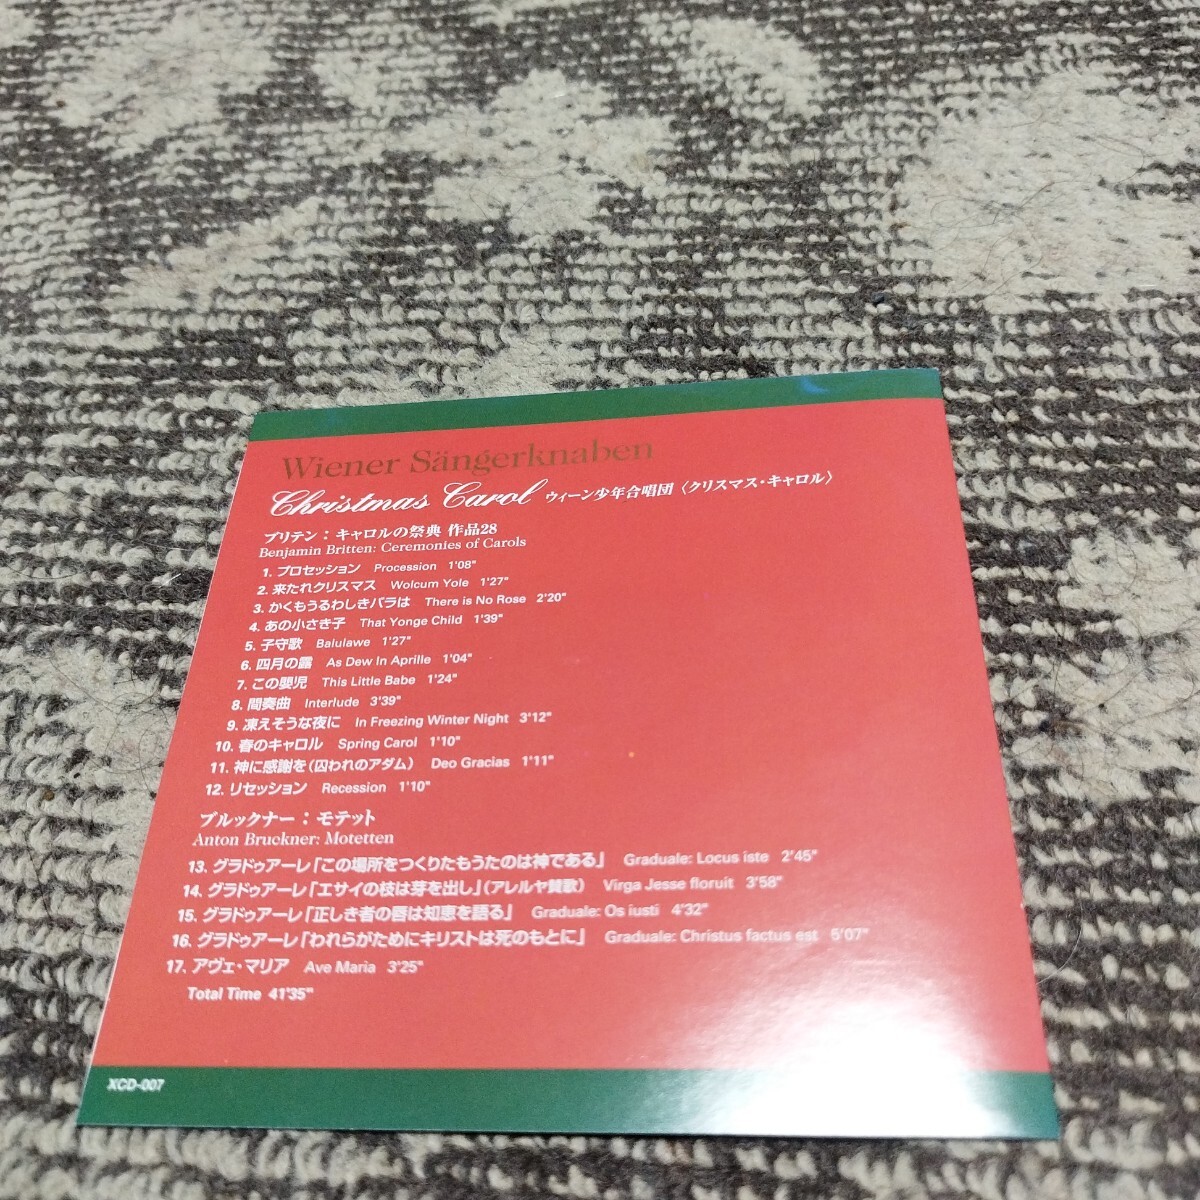 Wiener Sängerknaben
Christmas Carol ウィーン少年合唱団〈クリスマス・キャロル〉
ブリテン：キャロルの祭典 作品28
Benjamin Britten: Ceremonies of Carols
1. プロセッション Procession 1'08"
2. 来たれクリスマス Wolcum Yole 1'27"
3. かくもうるわしきバラは There is No Rose 2'20"
4. あの小さき子 That Yonge Child 1'39"
5. 子守歌 Balulawe 1'27"
6. 四月の露 As Dew In Aprille 1'04"
7. この嬰児 This Little Babe 1'24"
8. 間奏曲 Interlude 3'39"
9. 凍えそうな夜に In Freezing Winter Night 3'12"
10. 春のキャロル Spring Carol 1'10"
11. 神に感謝を（囚われのアダム） Deo Gracias 1'11"
12. リセッション Recession 1'10"
ブルックナー：モテット
Anton Bruckner: Motetten
13. グラドゥアーレ「この場所をつくりたもうたのは神である」 Graduale: Locus iste 2'45"
14. グラドゥアーレ「エサイの枝は芽を出し」（アレルヤ賛歌） Virga Jesse floruit 3'58"
15. グラドゥアーレ「正しき者の唇は知恵を語る」 Graduale: Os iusti 4'32"
16. グラドゥアーレ「われらがためにキリストは死のもとに」 Graduale: Christus factus est 5'07"
17. アヴェ・マリア Ave Maria 3'25"
Total Time 41'35"
XCD-007